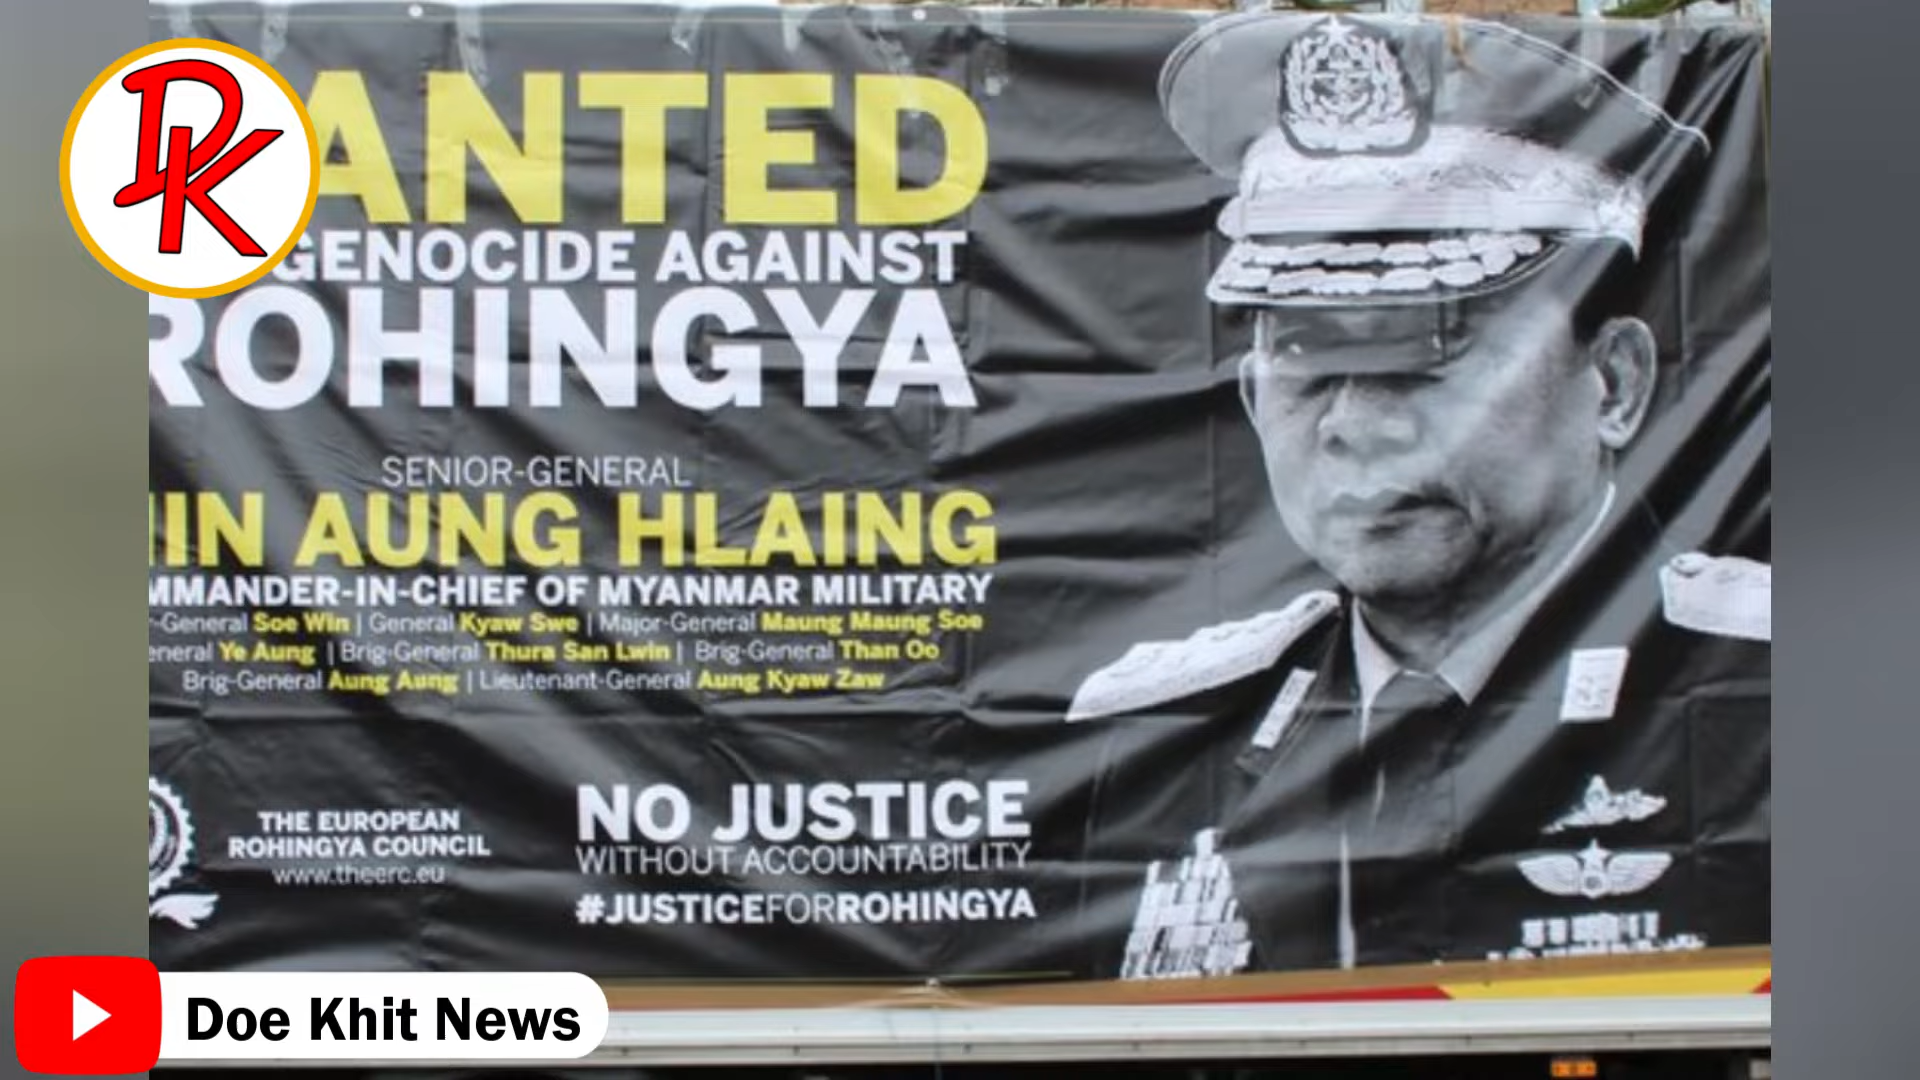 DK
ANTED
GENOCIDE AGAINST
ROHINGYA
SENIOR-GENERAL
IIN AUNG HLAING
MMANDER-IN-CHIEF OF MYANMAR MILITARY
-General Soe Win | General Kyaw Swe | Major-General Maung Maung Soe
eneral Ye Aung | Brig-General Thura San Lwin | Brig-General Than Oo
Brig-General Aung Aung | Lieutenant-General Aung Kyaw Zaw
THE EUROPEAN
ROHINGYA COUNCIL
www.theerc.eu
NO JUSTICE
WITHOUT ACCOUNTABILITY
#JUSTICEFORROHINGYA
Doe Khit News